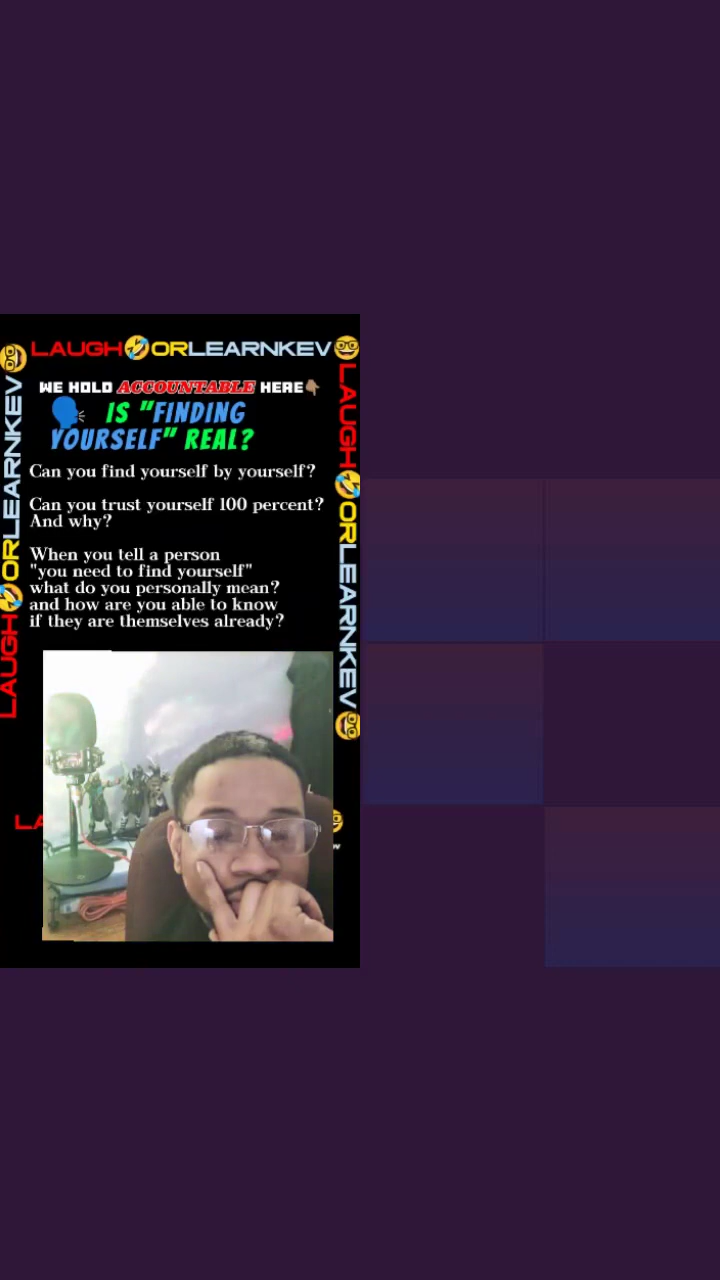 LAUGH🤣ORLEARNKEV🤓
WE HOLD ACCOUNTABLE HERE👇🏽
🗣 IS "FINDING
YOURSELF" REAL?
Can you find yourself by yourself?
Can you trust yourself 100 percent?
And why?
When you tell a person
"you need to find yourself"
what do you personally mean?
and how are you able to know
if they are themselves already?
LAUGH🤣ORLEARNKEV🤓
LAUGH🤣ORLEARNKEV🤓
LA